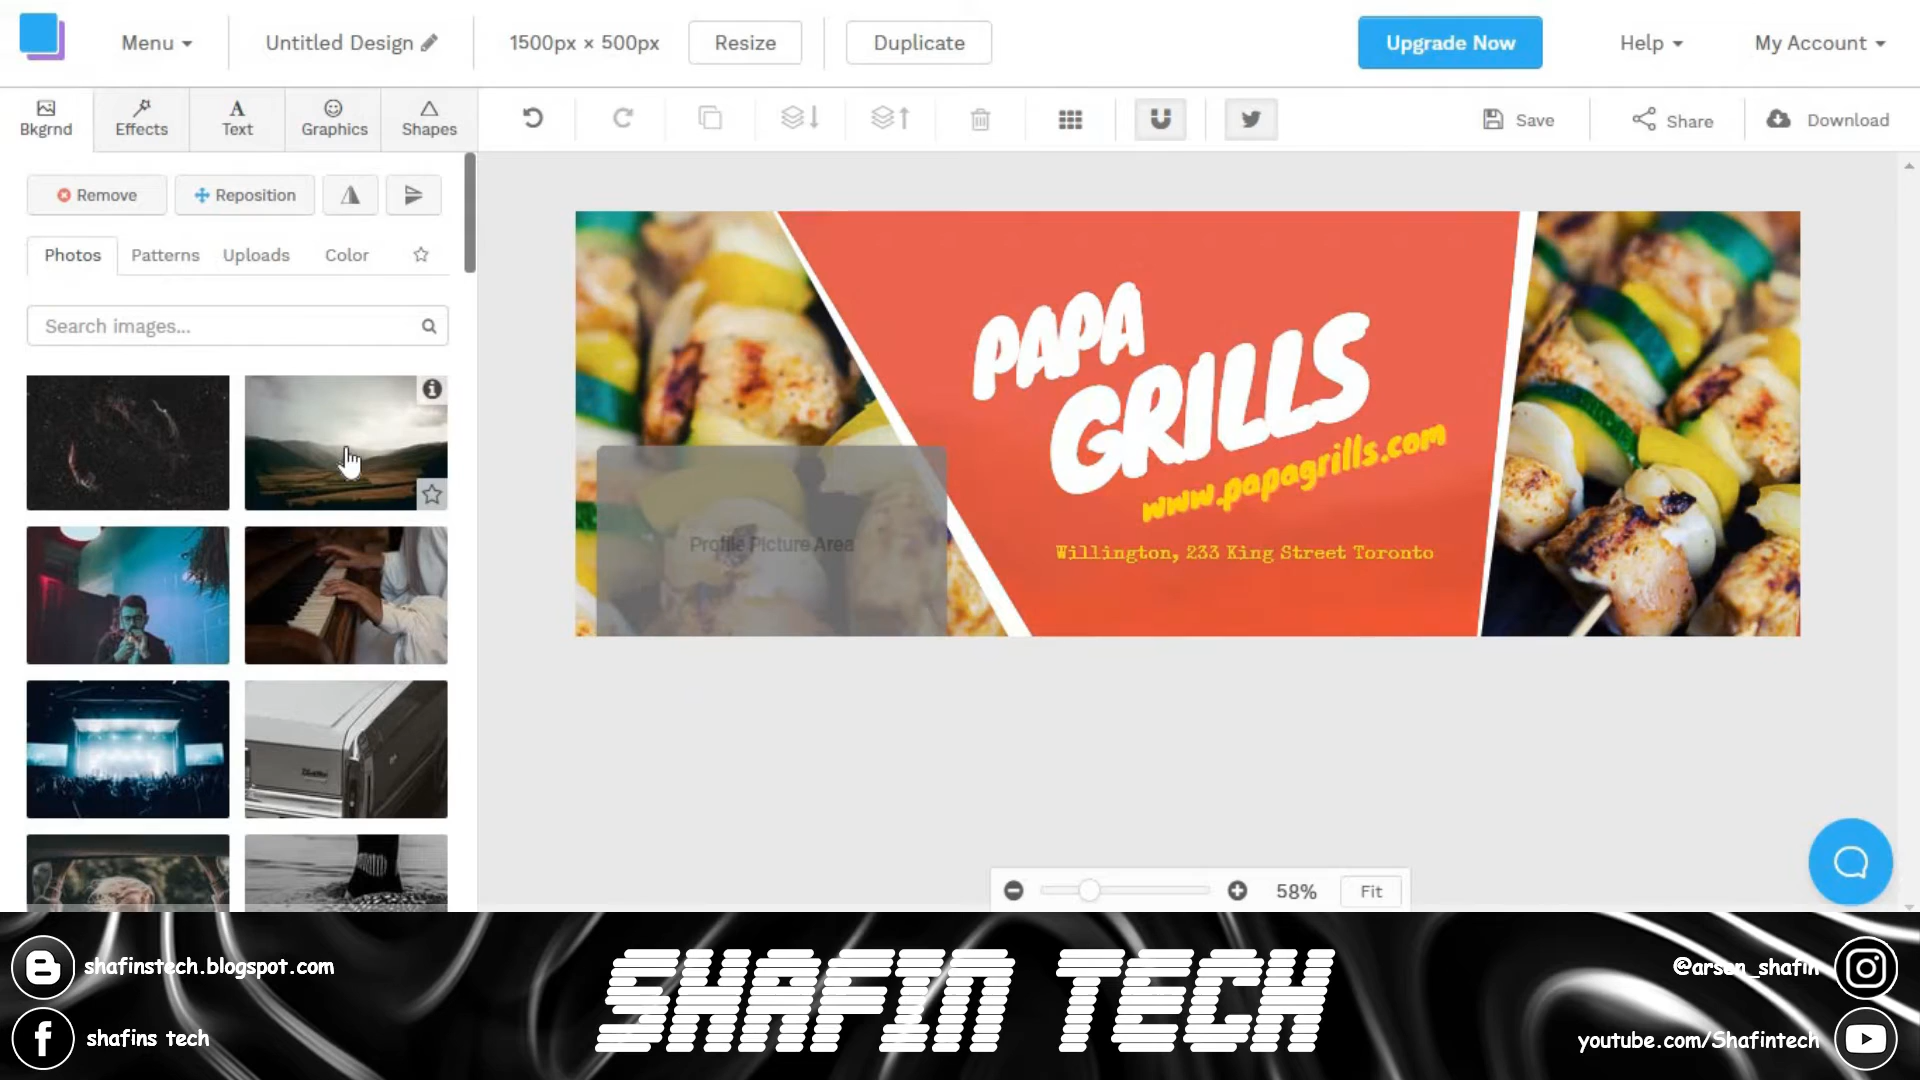 Menu
Untitled Design
1500px × 500px
Resize
Duplicate
Upgrade Now
Help
My Account
Bkgrnd
Effects
Text
Graphics
Shapes
Save
Share
Download
Remove
Reposition
Photos
Patterns
Uploads
Color
Search images...
PAPA
GRILLS
www.papagrills.com
Willington, 233 King Street Toronto
Profile Picture Area
58%
Fit
shafinstech.blogspot.com
shafins tech
SHAFIN TECH
@arsen_shafin
youtube.com/Shafintech